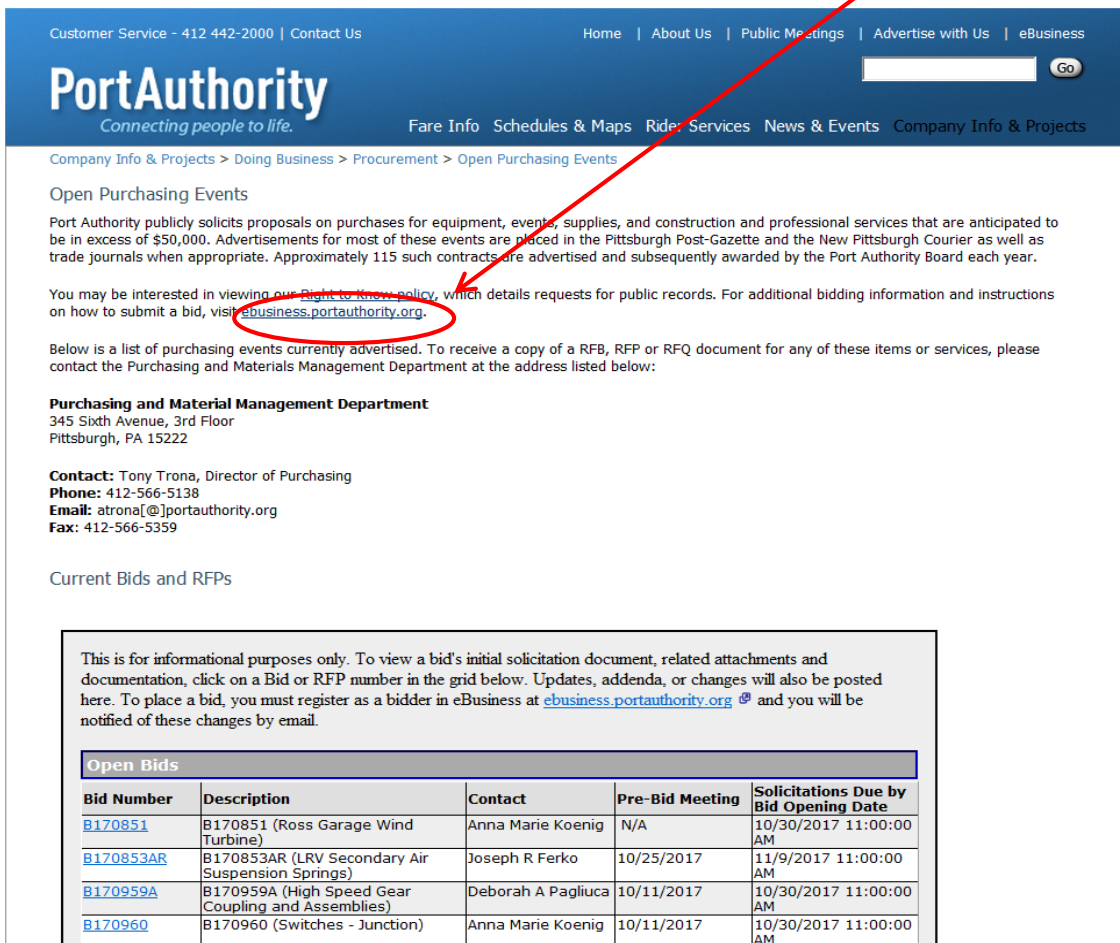 Customer Service - 412 442-2000 | Contact Us
Home | About Us | Public Meetings | Advertise with Us | eBusiness
Go
PortAuthority
Connecting people to life.
Fare Info Schedules & Maps Rider Services News & Events Company Info & Projects
Company Info & Projects > Doing Business > Procurement > Open Purchasing Events
Open Purchasing Events
Port Authority publicly solicits proposals on purchases for equipment, events, supplies, and construction and professional services that are anticipated to
be in excess of $50,000. Advertisements for most of these events are placed in the Pittsburgh Post-Gazette and the New Pittsburgh Courier as well as
trade journals when appropriate. Approximately 115 such contracts are advertised and subsequently awarded by the Port Authority Board each year.
You may be interested in viewing our Right to Know policy, which details requests for public records. For additional bidding information and instructions
on how to submit a bid, visit ebusiness.portauthority.org.
Below is a list of purchasing events currently advertised. To receive a copy of a RFB, RFP or RFQ document for any of these items or services, please
contact the Purchasing and Materials Management Department at the address listed below:
Purchasing and Material Management Department
345 Sixth Avenue, 3rd Floor
Pittsburgh, PA 15222
Contact: Tony Trona, Director of Purchasing
Phone: 412-566-5138
Email: atrona[@]portauthority.org
Fax: 412-566-5359
Current Bids and RFPs
This is for informational purposes only. To view a bid's initial solicitation document, related attachments and
documentation, click on a Bid or RFP number in the grid below. Updates, addenda, or changes will also be posted
here. To place a bid, you must register as a bidder in eBusiness at ebusiness.portauthority.org and you will be
notified of these changes by email.
Open Bids
Bid Number Description Contact Pre-Bid Meeting Solicitations Due by
Bid Opening Date
B170851 B170851 (Ross Garage Wind Anna Marie Koenig N/A 10/30/2017 11:00:00
Turbine) AM
B170853AR B170853AR (LRV Secondary Air Joseph R Ferko 10/25/2017 11/9/2017 11:00:00
Suspension Springs) AM
B170959A B170959A (High Speed Gear Deborah A Pagliuca 10/11/2017 10/30/2017 11:00:00
Coupling and Assemblies) AM
B170960 B170960 (Switches - Junction) Anna Marie Koenig 10/11/2017 10/30/2017 11:00:00
AM